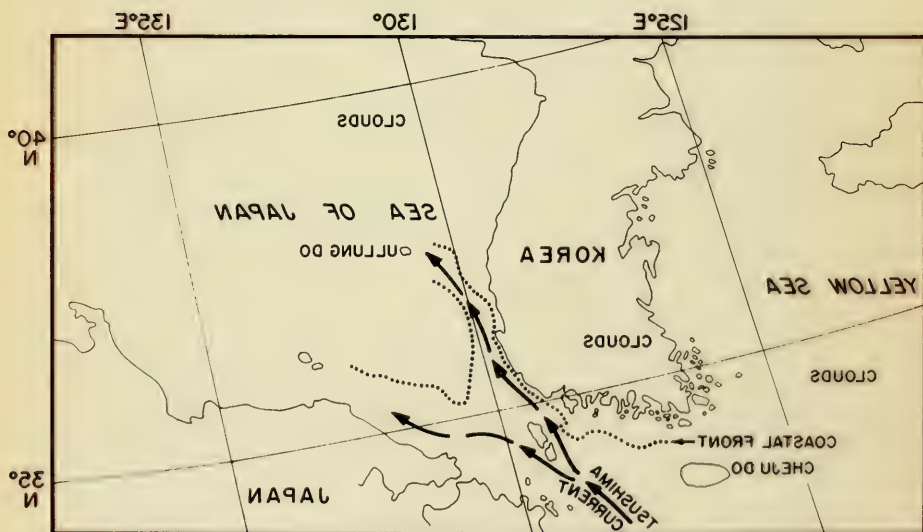 125°E 130° 135°E
40°
N
CLOUDS
SEA OF JAPAN
ULLUNG DO
KOREA
YELLOW SEA
CLOUDS
CLOUDS
COASTAL FRONT
CHEJU DO
TSUSHIMA
CURRENT
JAPAN
35°
N